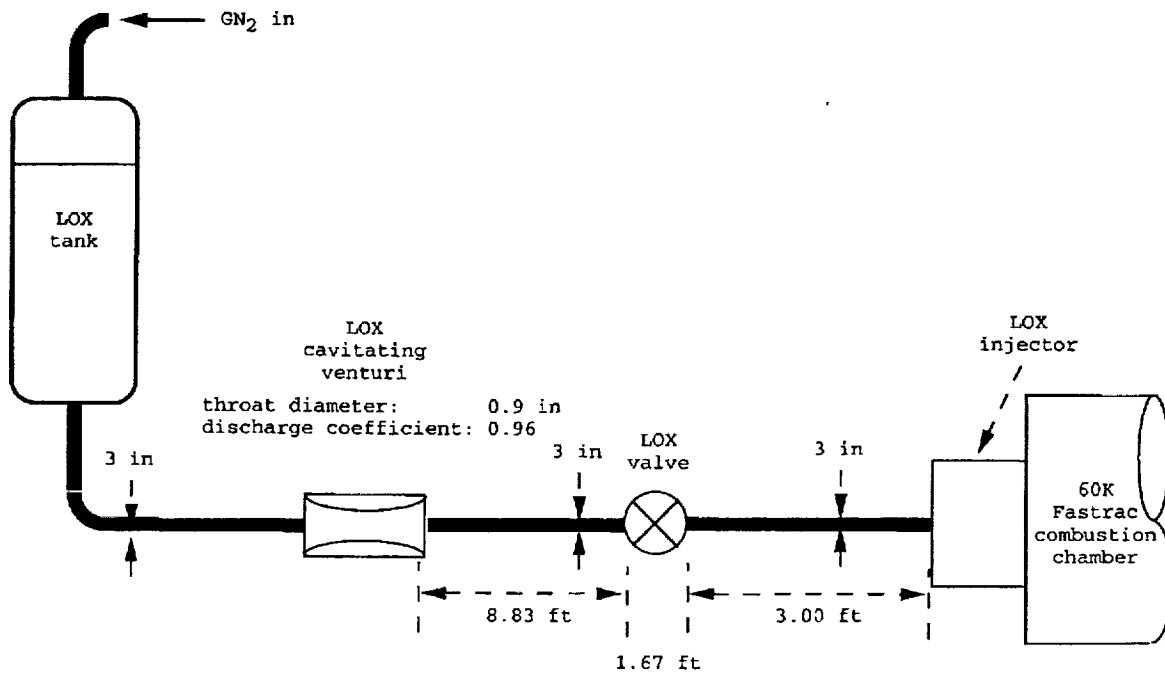 GN2 in
LOX
tank
LOX
cavitating
venturi
throat diameter: 0.9 in
discharge coefficient: 0.96
3 in
3 in
LOX
valve
3 in
LOX
injector
60K
Fastrac
combustion
chamber
8.83 ft
3.00 ft
1.67 ft